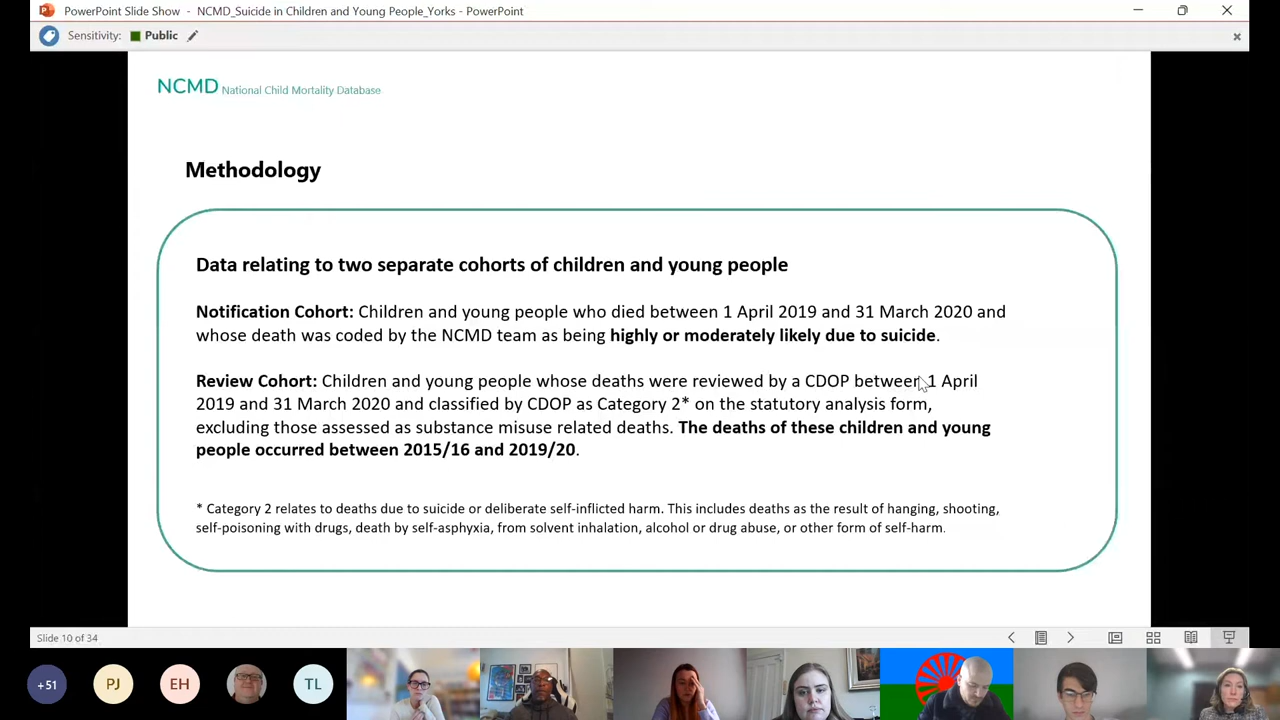 PowerPoint Slide Show - NCMD_Suicide in Children and Young People_Yorks - PowerPoint
Sensitivity: Public
NCMD National Child Mortality Database
Methodology
Data relating to two separate cohorts of children and young people
Notification Cohort: Children and young people who died between 1 April 2019 and 31 March 2020 and
whose death was coded by the NCMD team as being highly or moderately likely due to suicide.
Review Cohort: Children and young people whose deaths were reviewed by a CDOP between 1 April
2019 and 31 March 2020 and classified by CDOP as Category 2* on the statutory analysis form,
excluding those assessed as substance misuse related deaths. The deaths of these children and young
people occurred between 2015/16 and 2019/20.
* Category 2 relates to deaths due to suicide or deliberate self-inflicted harm. This includes deaths as the result of hanging, shooting,
self-poisoning with drugs, death by self-asphyxia, from solvent inhalation, alcohol or drug abuse, or other form of self-harm.
Slide 10 of 34
+51
PJ
EH
TL